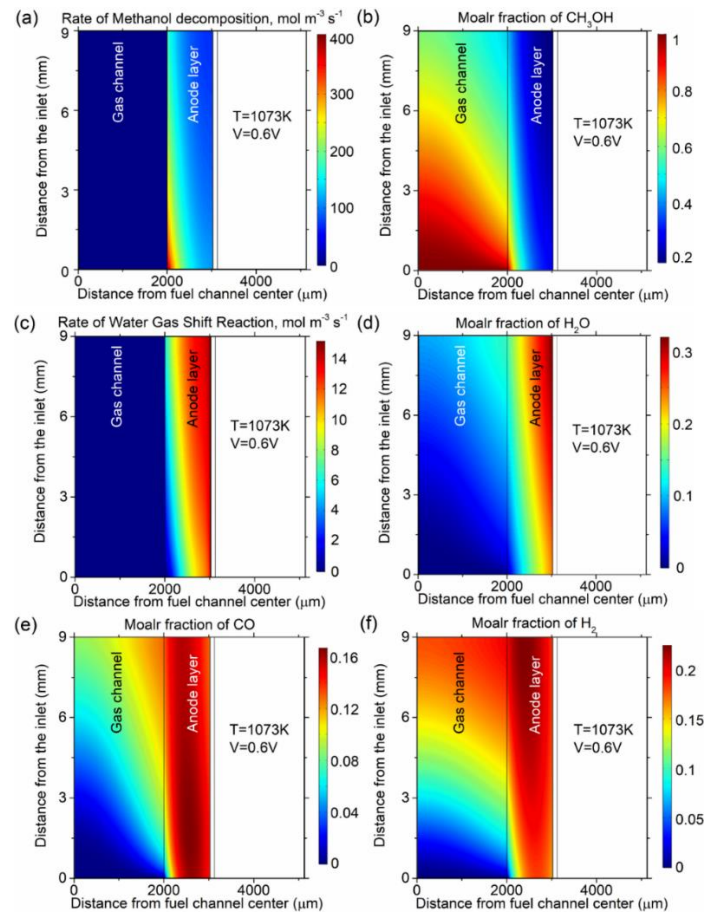 (a) Rate of Methanol decomposition, mol m⁻³ s⁻¹
9
6
3
0
Distance from the inlet (mm)
Gas channel
Anode layer
T=1073K
V=0.6V
400
300
200
100
0
0 2000 4000
Distance from fuel channel center (μm)
(b) Moalr fraction of CH₃OH
9
6
3
0
Distance from the inlet (mm)
Gas channel
Anode layer
T=1073K
V=0.6V
1
0.8
0.6
0.4
0.2
0 2000 4000
Distance from fuel channel center (μm)
(c) Rate of Water Gas Shift Reaction, mol m⁻³ s⁻¹
9
6
3
0
Distance from the inlet (mm)
Gas channel
Anode layer
T=1073K
V=0.6V
14
12
10
8
6
4
2
0
0 2000 4000
Distance from fuel channel center (μm)
(d) Moalr fraction of H₂O
9
6
3
0
Distance from the inlet (mm)
Gas channel
Anode layer
T=1073K
V=0.6V
0.3
0.2
0.1
0
0 2000 4000
Distance from fuel channel center (μm)
(e) Moalr fraction of CO
9
6
3
0
Distance from the inlet (mm)
Gas channel
Anode layer
T=1073K
V=0.6V
0.16
0.12
0.08
0.04
0
0 2000 4000
Distance from fuel channel center (μm)
(f) Moalr fraction of H₂
9
6
3
0
Distance from the inlet (mm)
Gas channel
Anode layer
T=1073K
V=0.6V
0.2
0.15
0.1
0.05
0
0 2000 4000
Distance from fuel channel center (μm)